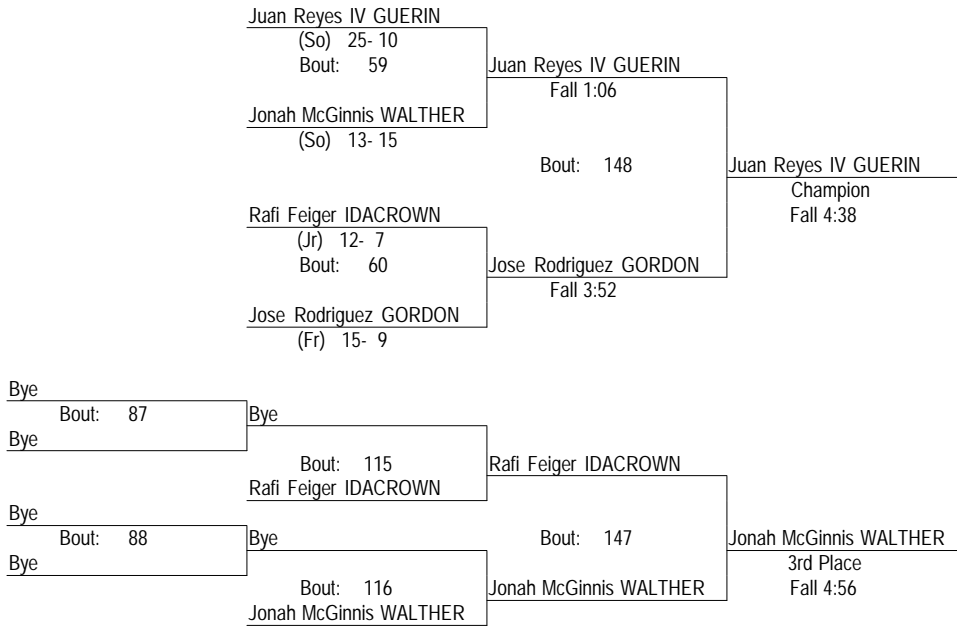 Juan Reyes IV GUERIN
(So) 25- 10
Bout: 59
Juan Reyes IV GUERIN
Fall 1:06
Jonah McGinnis WALTHER
(So) 13- 15
Bout: 148
Juan Reyes IV GUERIN
Champion
Fall 4:38
Rafi Feiger IDACROWN
(Jr) 12- 7
Bout: 60
Jose Rodriguez GORDON
Fall 3:52
Jose Rodriguez GORDON
(Fr) 15- 9
Bye
Bout: 87
Bye
Bye
Bout: 115
Rafi Feiger IDACROWN
Rafi Feiger IDACROWN
Bye
Bout: 88
Bye
Bye
Bout: 147
Jonah McGinnis WALTHER
3rd Place
Fall 4:56
Bout: 116
Jonah McGinnis WALTHER
Jonah McGinnis WALTHER